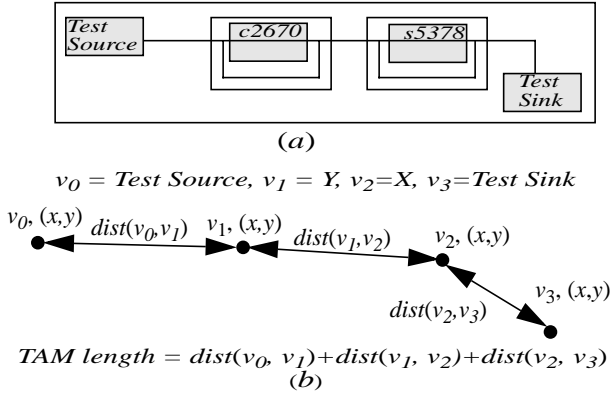 Test
Source
c2670
s5378
Test
Sink
(a)
v0 = Test Source, v1 = Y, v2=X, v3=Test Sink
v0, (x,y)
dist(v0,v1)
v1, (x,y)
dist(v1,v2)
v2, (x,y)
v3, (x,y)
dist(v2,v3)
TAM length = dist(v0, v1)+dist(v1, v2)+dist(v2, v3)
(b)